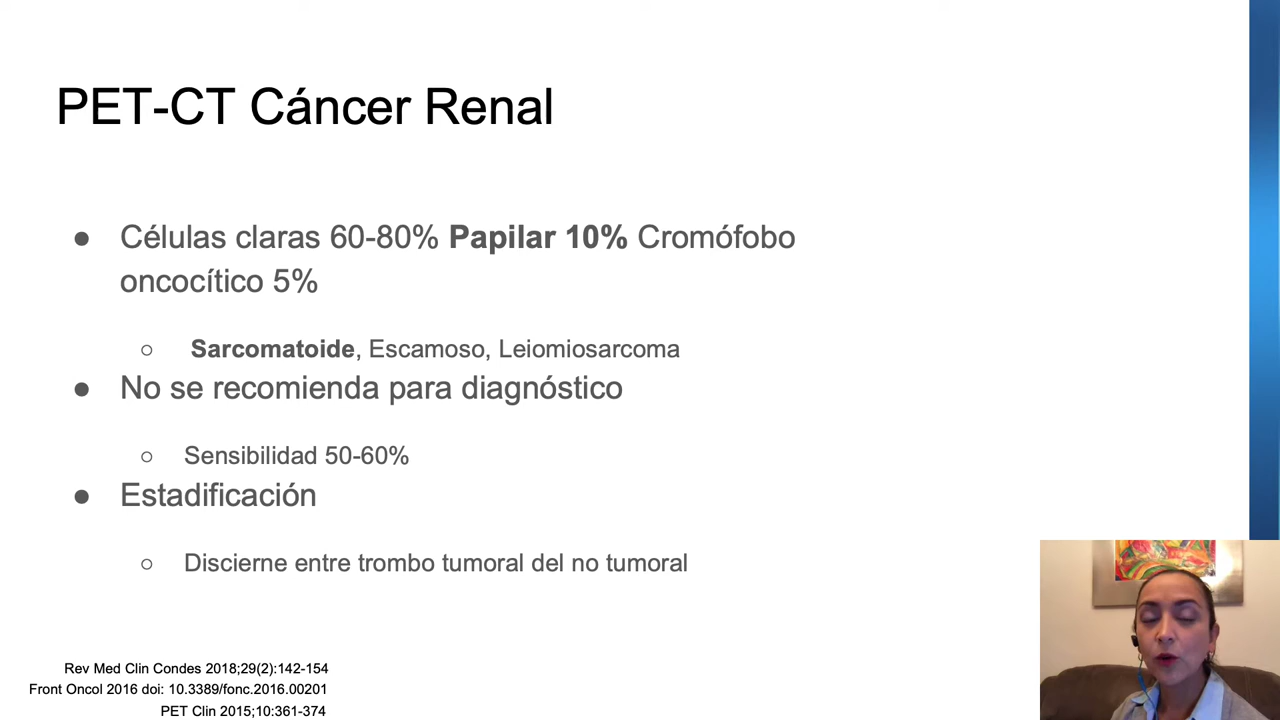 PET-CT Cáncer Renal
● Células claras 60-80% Papilar 10% Cromófobo
oncocítico 5%
○ Sarcomatoide, Escamoso, Leiomiosarcoma
● No se recomienda para diagnóstico
○ Sensibilidad 50-60%
● Estadificación
○ Discierne entre trombo tumoral del no tumoral
Rev Med Clin Condes 2018;29(2):142-154
Front Oncol 2016 doi: 10.3389/fonc.2016.00201
PET Clin 2015;10:361-374